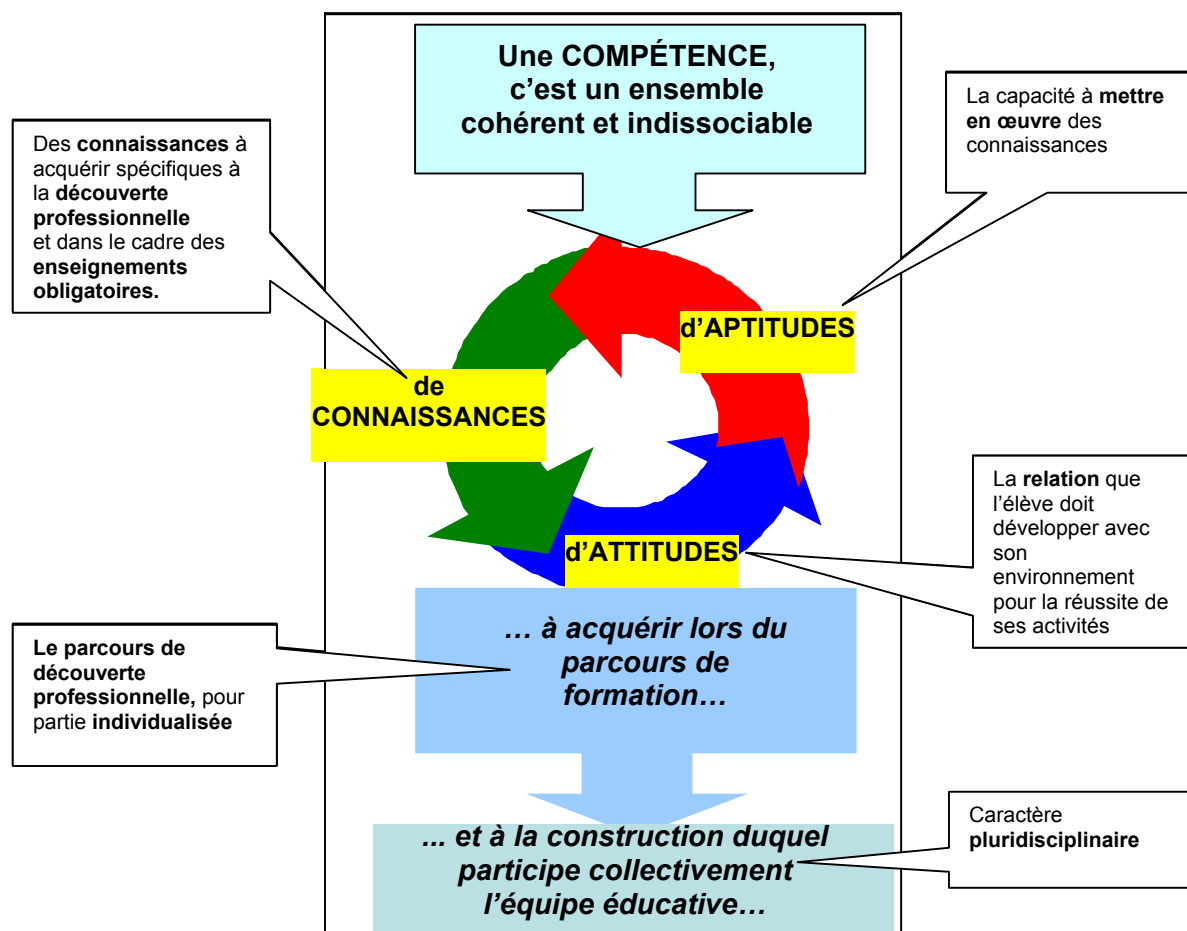 Une COMPÉTENCE,
c'est un ensemble
cohérent et indissociable
La capacité à mettre
en œuvre des
connaissances
Des connaissances à
acquérir spécifiques à
la découverte
professionnelle
et dans le cadre des
enseignements
obligatoires.
d'APTITUDES
de
CONNAISSANCES
La relation que
l'élève doit
développer avec
son
environnement
pour la réussite de
ses activités
d'ATTITUDES
… à acquérir lors du
parcours de
formation…
Le parcours de
découverte
professionnelle, pour
partie individualisée
Caractère
pluridisciplinaire
... et à la construction duquel
participe collectivement
l'équipe éducative…